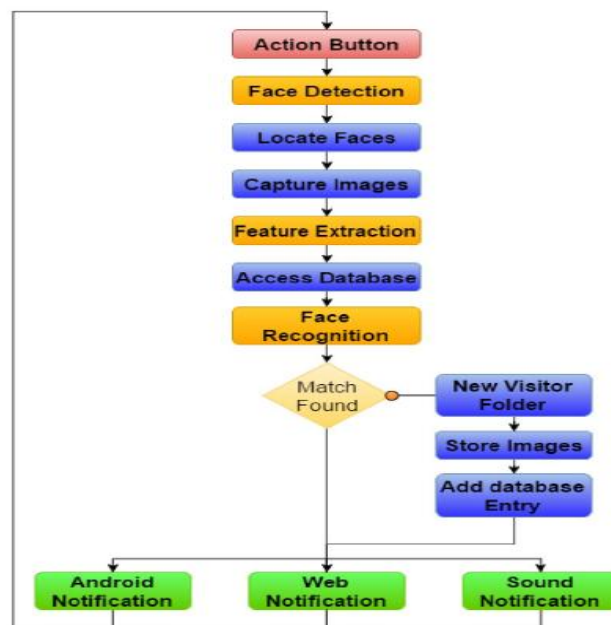 Action Button
Face Detection
Locate Faces
Capture Images
Feature Extraction
Access Database
Face
Recognition
Match
Found
New Visitor
Folder
Store Images
Add database
Entry
Android
Notification
Web
Notification
Sound
Notification